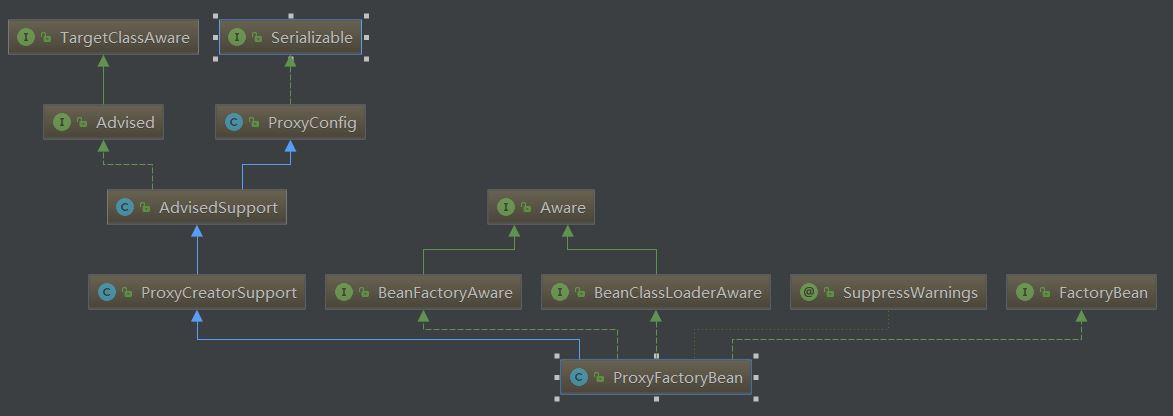 I TargetClassAware
I Serializable
I Advised
C ProxyConfig
C AdvisedSupport
I Aware
C ProxyCreatorSupport
I BeanFactoryAware
I BeanClassLoaderAware
@ SuppressWarnings
I FactoryBean
C ProxyFactoryBean